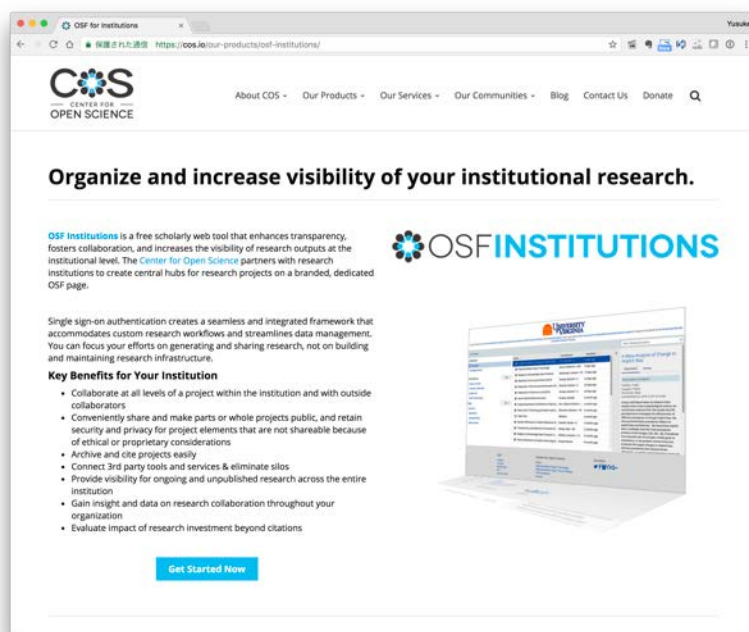 OSF for Institutions
Yusuke
保護された通信 https://cos.io/our-products/osf-institutions/
COS
CENTER FOR
OPEN SCIENCE
About COS Our Products Our Services Our Communities Blog Contact Us Donate
Organize and increase visibility of your institutional research.
OSF Institutions is a free scholarly web tool that enhances transparency,
fosters collaboration, and increases the visibility of research outputs at the
institutional level. The Center for Open Science partners with research
institutions to create central hubs for research projects on a branded, dedicated
OSF page.
OSFINSTITUTIONS
Single sign-on authentication creates a seamless and integrated framework that
accommodates custom research workflows and streamlines data management.
You can focus your efforts on generating and sharing research, not on building
and maintaining research infrastructure.
Key Benefits for Your Institution
• Collaborate at all levels of a project within the institution and with outside
collaborators
• Conveniently share and make parts or whole projects public, and retain
security and privacy for project elements that are not shareable because
of ethical or proprietary considerations
• Archive and cite projects easily
• Connect 3rd party tools and services & eliminate silos
• Provide visibility for ongoing and unpublished research across the entire
institution
• Gain insight and data on research collaboration throughout your
organization
• Evaluate impact of research investment beyond citations
UNIVERSITY
VIRGINIA
Get Started Now